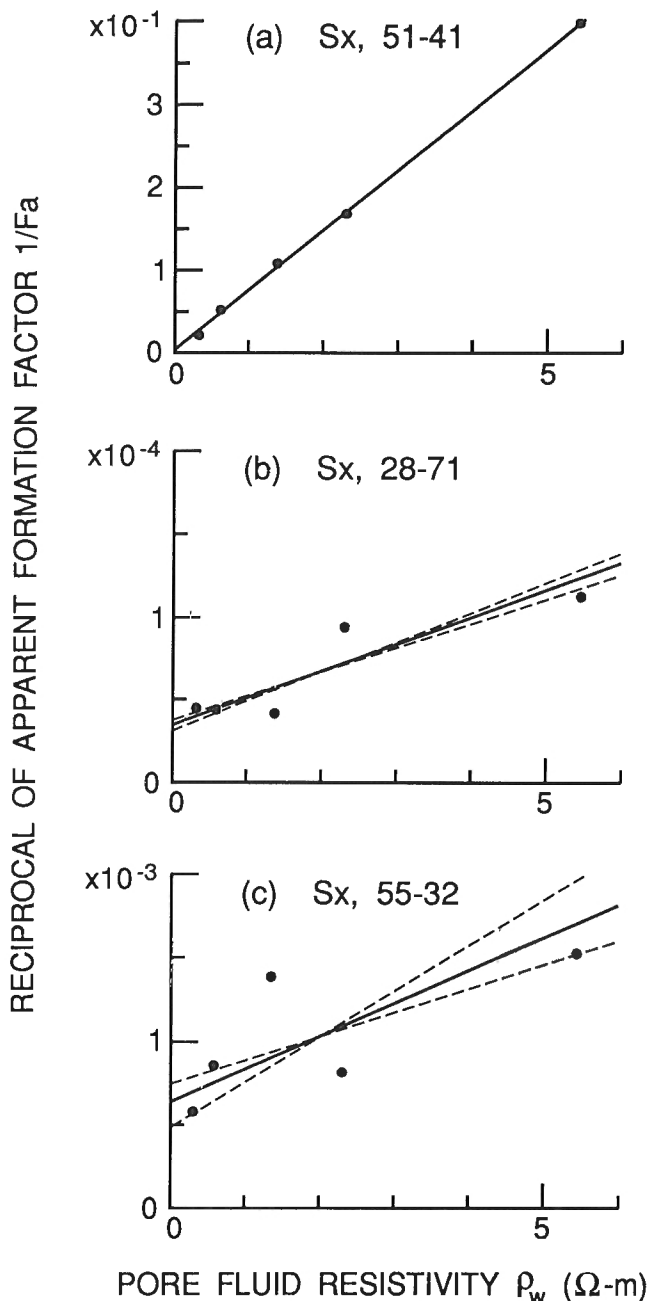 RECIPROCAL OF APPARENT FORMATION FACTOR 1/Fa
x10-1
(a) Sx, 51-41
3
2
1
0
0 5
x10-4
(b) Sx, 28-71
1
0
0 5
x10-3
(c) Sx, 55-32
1
0
0 5
PORE FLUID RESISTIVITY ρw (Ω-m)